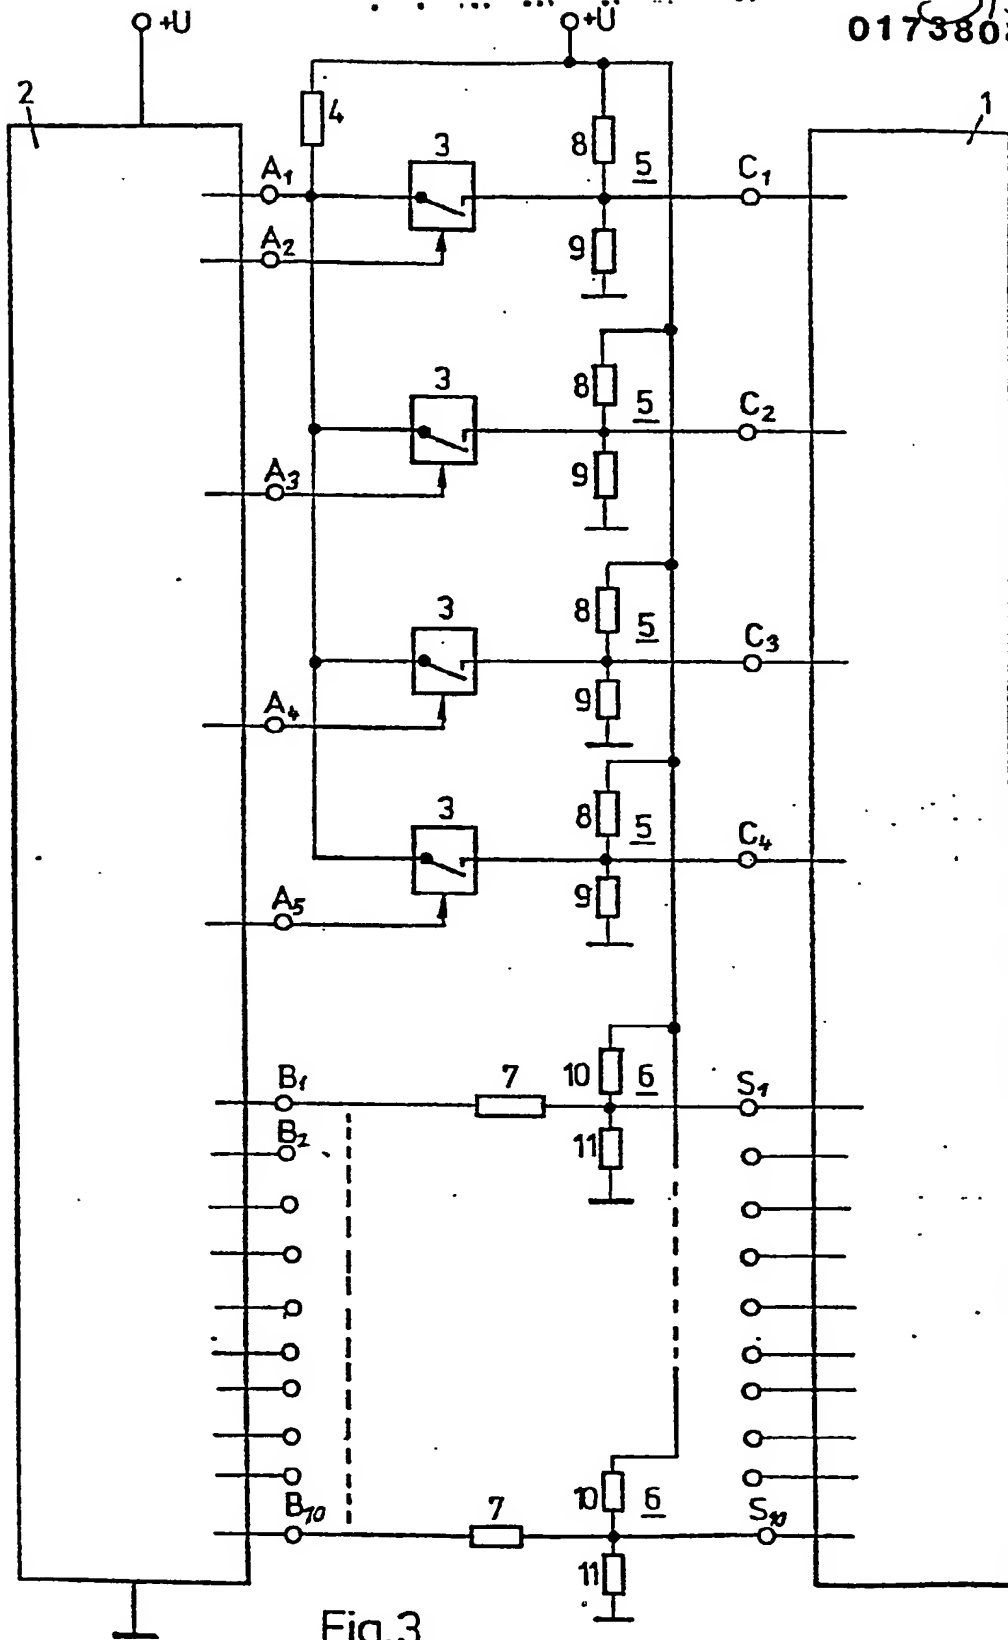 +U +U
017380
2 1
4
A₁ 3 8 5 C₁
A₂ 9
3 8 5 C₂
A₃ 9
3 8 5 C₃
A₄ 9
3 8 5 C₄
A₅ 9
B₁ 7 10 6 S₁
B₂ 11
B₁₀ 7 10 6 S₁₀
11
Fig.3